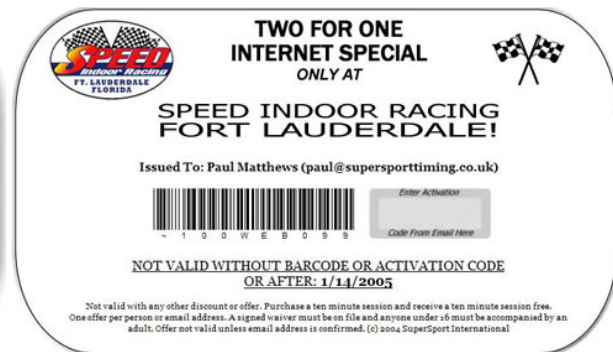 SPEED
Indoor Racing
FT. LAUDERDALE
FLORIDA
TWO FOR ONE
INTERNET SPECIAL
ONLY AT
SPEED INDOOR RACING
FORT LAUDERDALE!
Issued To: Paul Matthews (paul@supersporttiming.co.uk)
~ 1 0 0 W E B 0 9 9
Enter Activation
Code From Email Here
NOT VALID WITHOUT BARCODE OR ACTIVATION CODE
OR AFTER: 1/14/2005
Not valid with any other discount or offer. Purchase a ten minute session and receive a ten minute session free.
One offer per person or email address. A signed waiver must be on file and anyone under 16 must be accompanied by an
adult. Offer not valid unless email address is confirmed. (c) 2004 SuperSport International